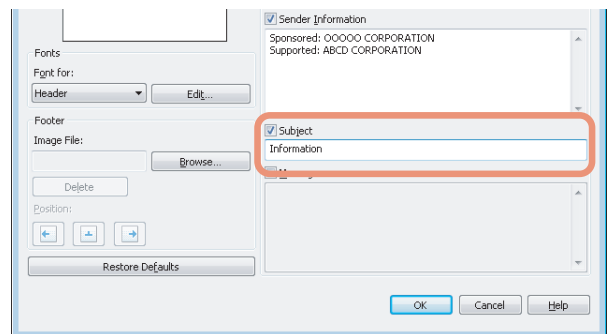 Sender Information
Sponsored: OOOOO CORPORATION
Supported: ABCD CORPORATION
Fonts
Font for:
Header
Edit...
Footer
Image File:
Browse...
Delete
Position:
Restore Defaults
Subject
Information
OK
Cancel
Help